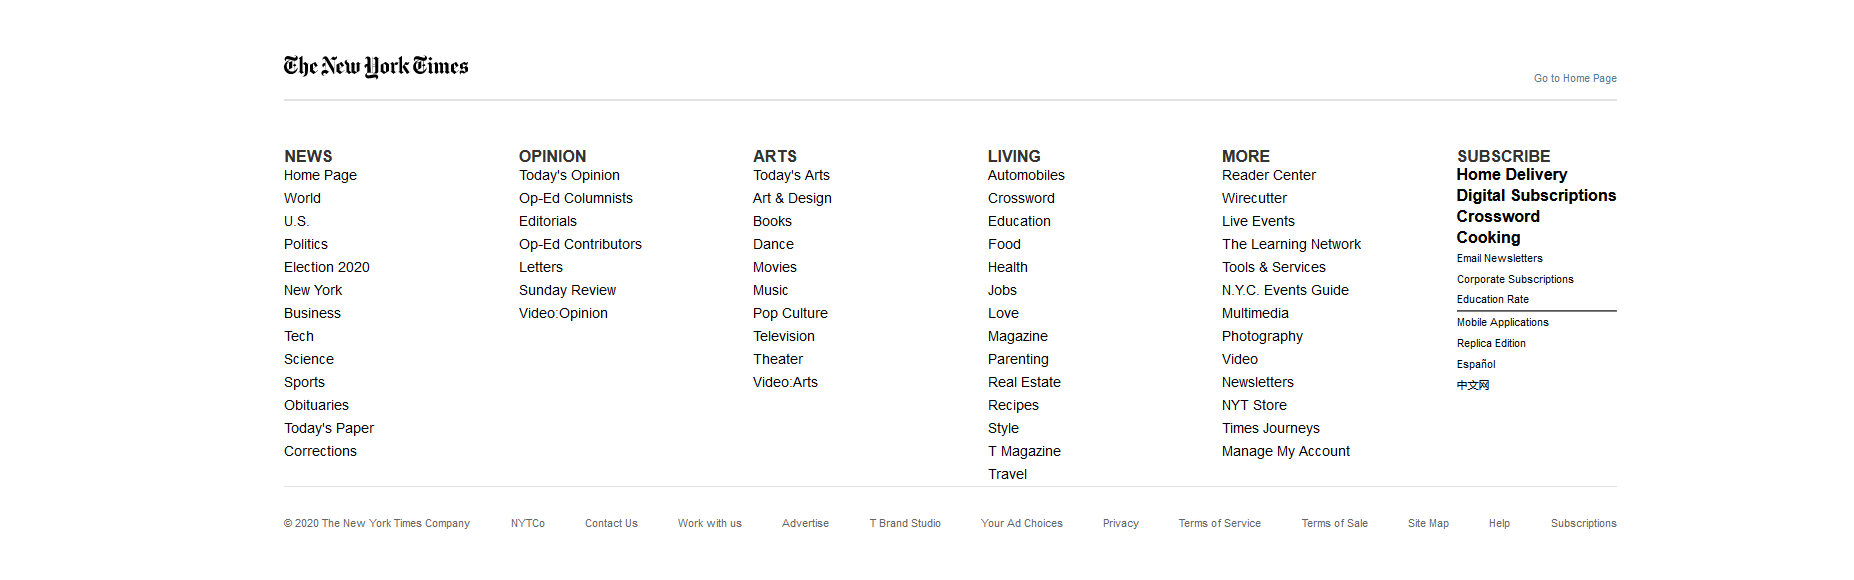 The New York Times
Go to Home Page
NEWS
Home Page
World
U.S.
Politics
Election 2020
New York
Business
Tech
Science
Sports
Obituaries
Today's Paper
Corrections
OPINION
Today's Opinion
Op-Ed Columnists
Editorials
Op-Ed Contributors
Letters
Sunday Review
Video:Opinion
ARTS
Today's Arts
Art & Design
Books
Dance
Movies
Music
Pop Culture
Television
Theater
Video:Arts
LIVING
Automobiles
Crossword
Education
Food
Health
Jobs
Love
Magazine
Parenting
Real Estate
Recipes
Style
T Magazine
Travel
MORE
Reader Center
Wirecutter
Live Events
The Learning Network
Tools & Services
N.Y.C. Events Guide
Multimedia
Photography
Video
Newsletters
NYT Store
Times Journeys
Manage My Account
SUBSCRIBE
Home Delivery
Digital Subscriptions
Crossword
Cooking
Email Newsletters
Corporate Subscriptions
Education Rate
Mobile Applications
Replica Edition
Español
中文网
© 2020 The New York Times Company NYTCo Contact Us Work with us Advertise T Brand Studio Your Ad Choices Privacy Terms of Service Terms of Sale Site Map Help Subscriptions